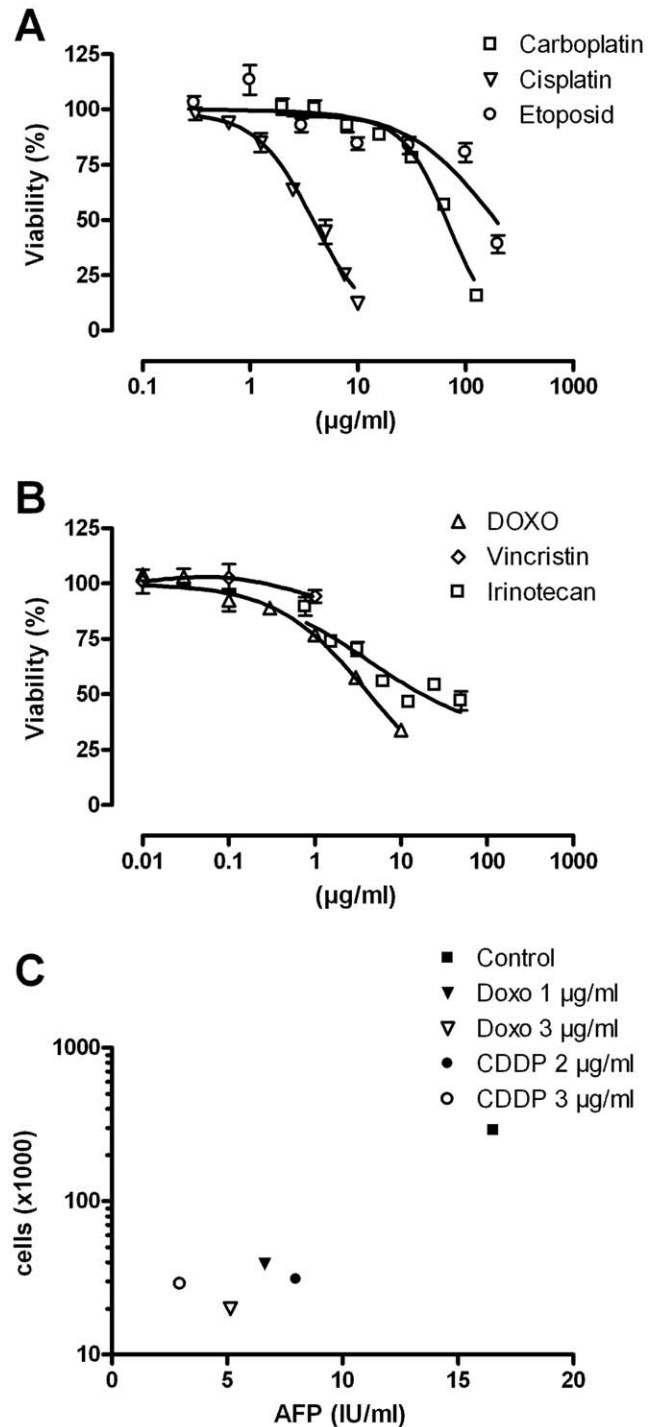 A
Carboplatin
Cisplatin
Etoposid
125
100
75
50
25
0
Viability (%)
0.1 1 10 100 1000
(µg/ml)
B
DOXO
Vincristin
Irinotecan
125
100
75
50
25
0
Viability (%)
0.01 0.1 1 10 100 1000
(µg/ml)
C
Control
Doxo 1 µg/ml
Doxo 3 µg/ml
CDDP 2 µg/ml
CDDP 3 µg/ml
1000
100
10
cells (x1000)
0 5 10 15 20
AFP (IU/ml)